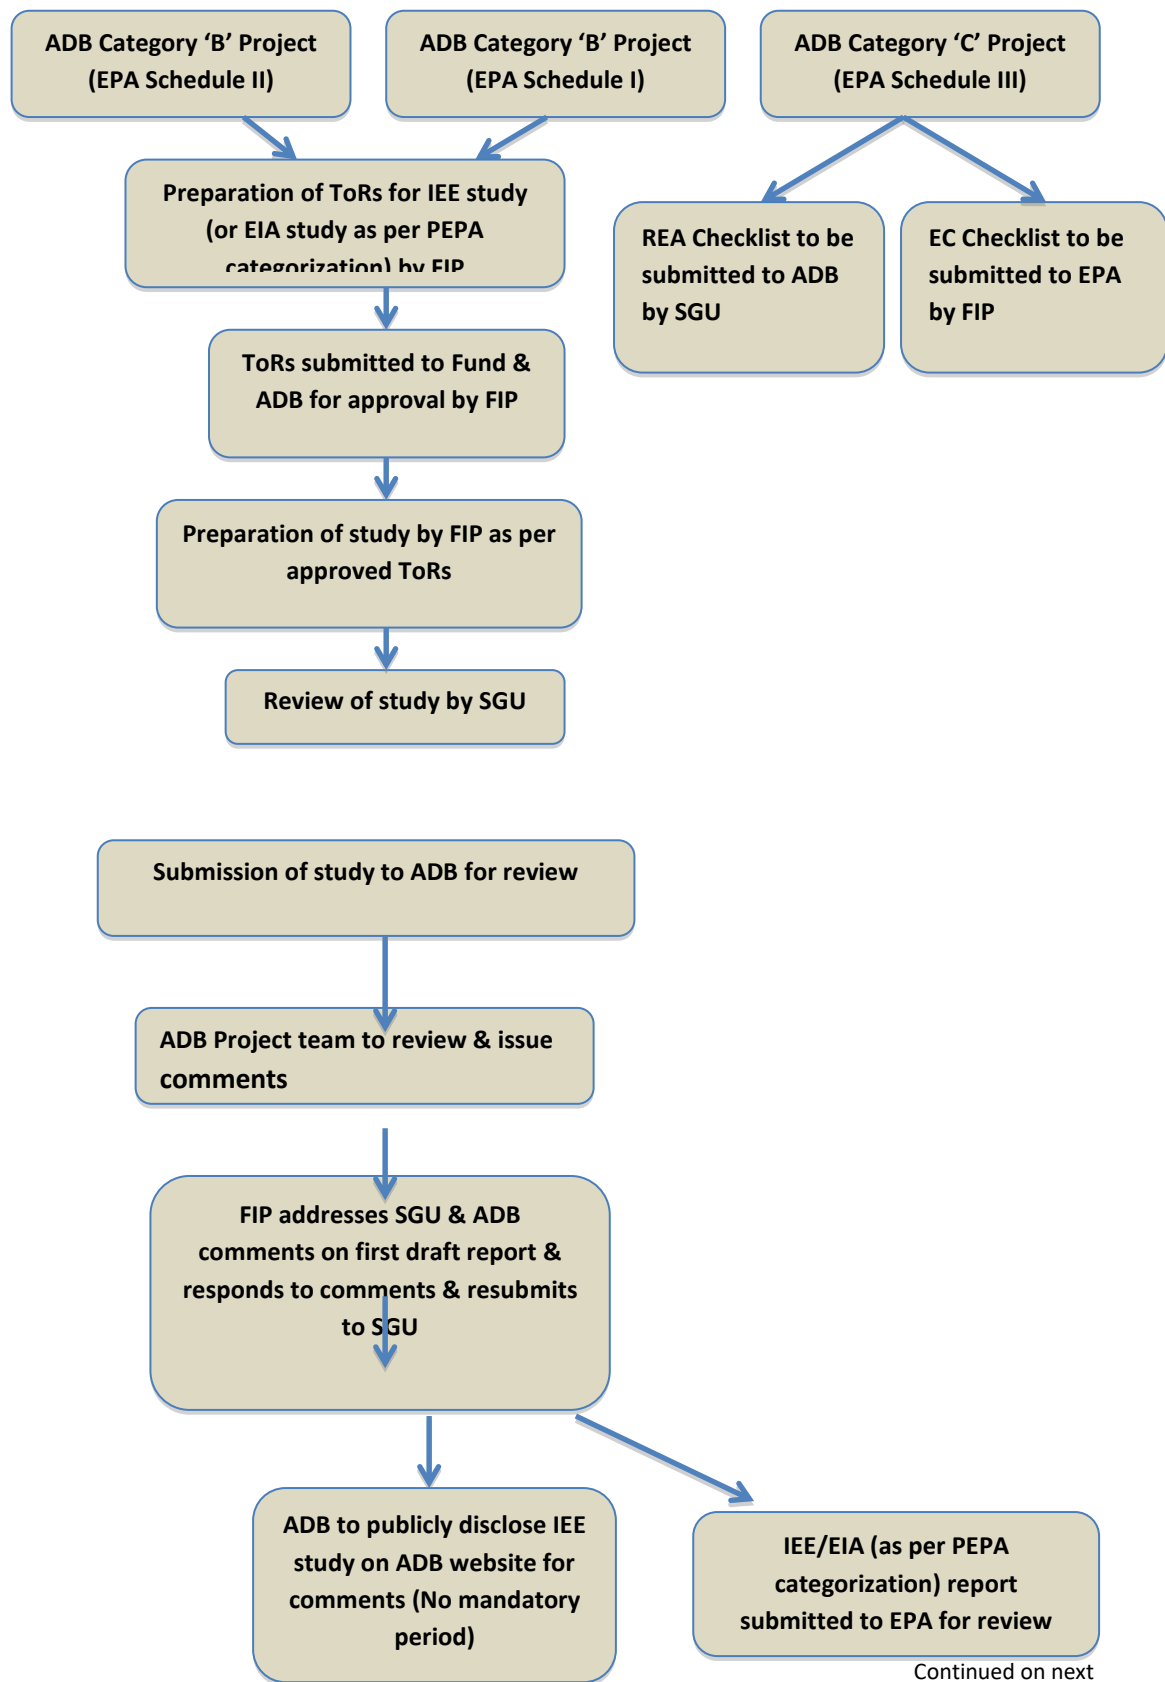 ADB Category ‘B’ Project
(EPA Schedule II)
ADB Category ‘B’ Project
(EPA Schedule I)
ADB Category ‘C’ Project
(EPA Schedule III)
Preparation of ToRs for IEE study
(or EIA study as per PEPA
categorization) by FIP
REA Checklist to be
submitted to ADB
by SGU
EC Checklist to be
submitted to EPA
by FIP
ToRs submitted to Fund &
ADB for approval by FIP
Preparation of study by FIP as per
approved ToRs
Review of study by SGU
Submission of study to ADB for review
ADB Project team to review & issue
comments
FIP addresses SGU & ADB
comments on first draft report &
responds to comments & resubmits
to SGU
ADB to publicly disclose IEE
study on ADB website for
comments (No mandatory
period)
IEE/EIA (as per PEPA
categorization) report
submitted to EPA for review
Continued on next